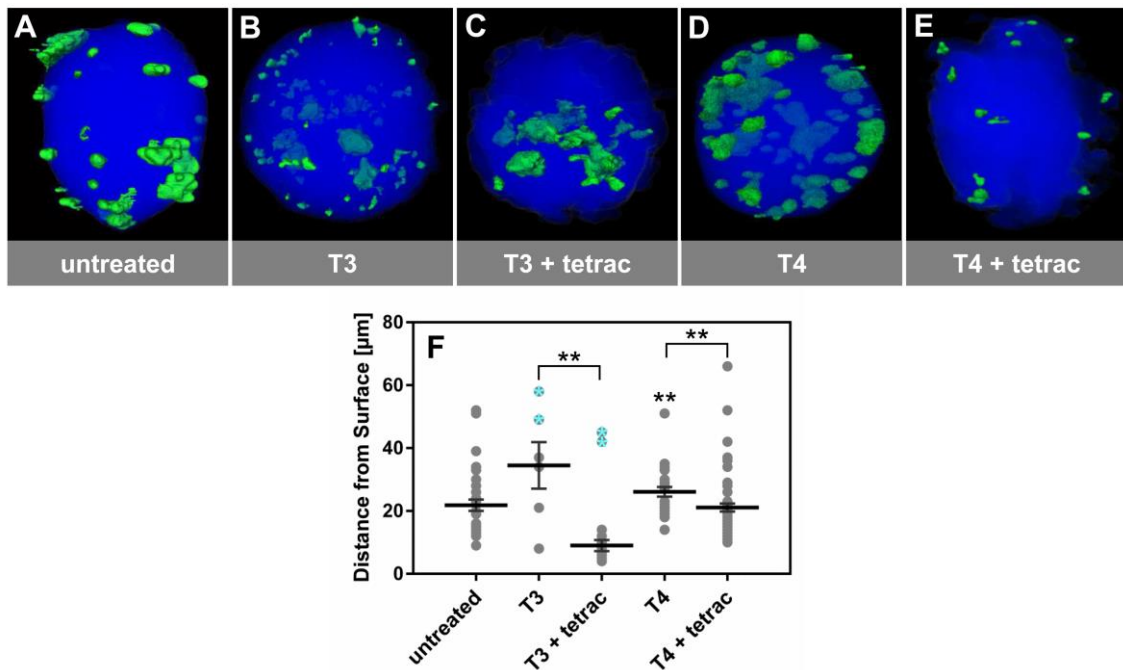 A
B
C
D
E
untreated
T3
T3 + tetrac
T4
T4 + tetrac
F
Distance from Surface [µm]
80
60
40
20
0
**
**
**
untreated
T3
T3 + tetrac
T4
T4 + tetrac